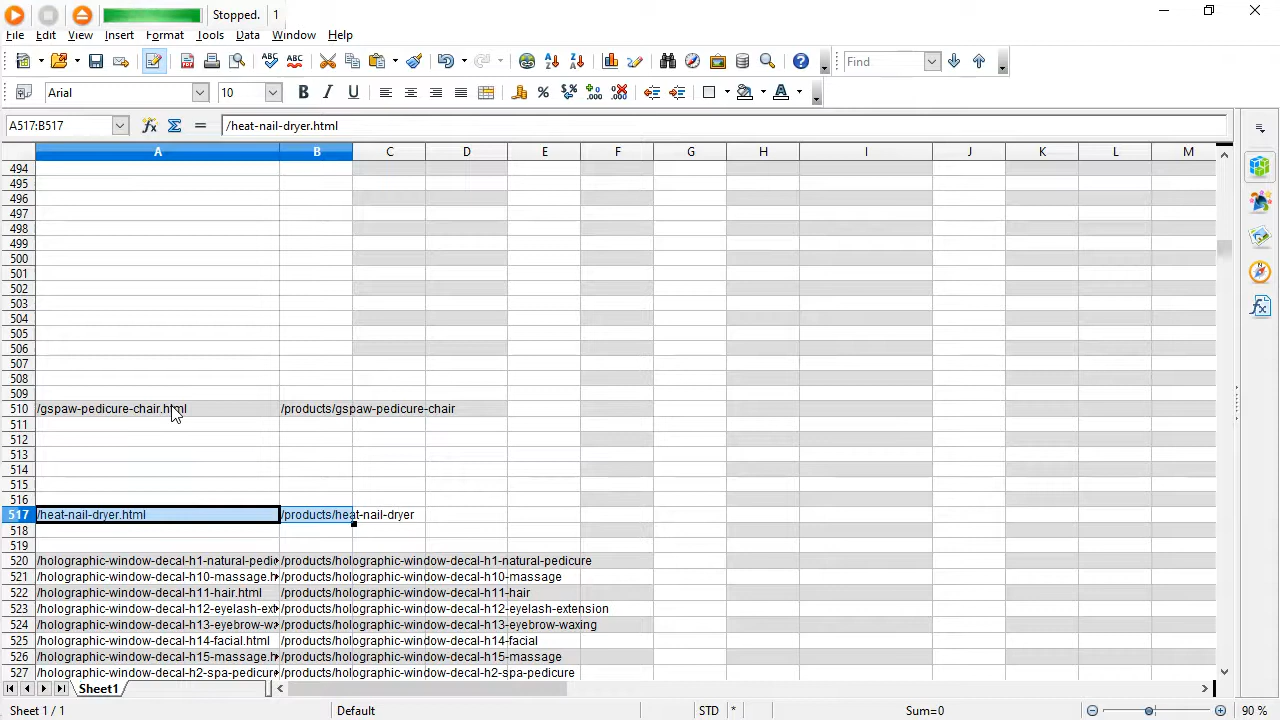 Stopped. 1
File Edit View Insert Format Tools Data Window Help
Find
Arial 10
A517:B517 /heat-nail-dryer.html
A B C D E F G H I J K L M
494
495
496
497
498
499
500
501
502
503
504
505
506
507
508
509
510 /gspaw-pedicure-chair.html /products/gspaw-pedicure-chair
511
512
513
514
515
516
517 /heat-nail-dryer.html /products/heat-nail-dryer
518
519
520 /holographic-window-decal-h1-natural-pedic /products/holographic-window-decal-h1-natural-pedicure
521 /holographic-window-decal-h10-massage.h /products/holographic-window-decal-h10-massage
522 /holographic-window-decal-h11-hair.html /products/holographic-window-decal-h11-hair
523 /holographic-window-decal-h12-eyelash-ext /products/holographic-window-decal-h12-eyelash-extension
524 /holographic-window-decal-h13-eyebrow-wa /products/holographic-window-decal-h13-eyebrow-waxing
525 /holographic-window-decal-h14-facial.html /products/holographic-window-decal-h14-facial
526 /holographic-window-decal-h15-massage.h /products/holographic-window-decal-h15-massage
527 /holographic-window-decal-h2-spa-pedicure /products/holographic-window-decal-h2-spa-pedicure
Sheet1
Sheet 1 / 1 Default STD * Sum=0 90 %